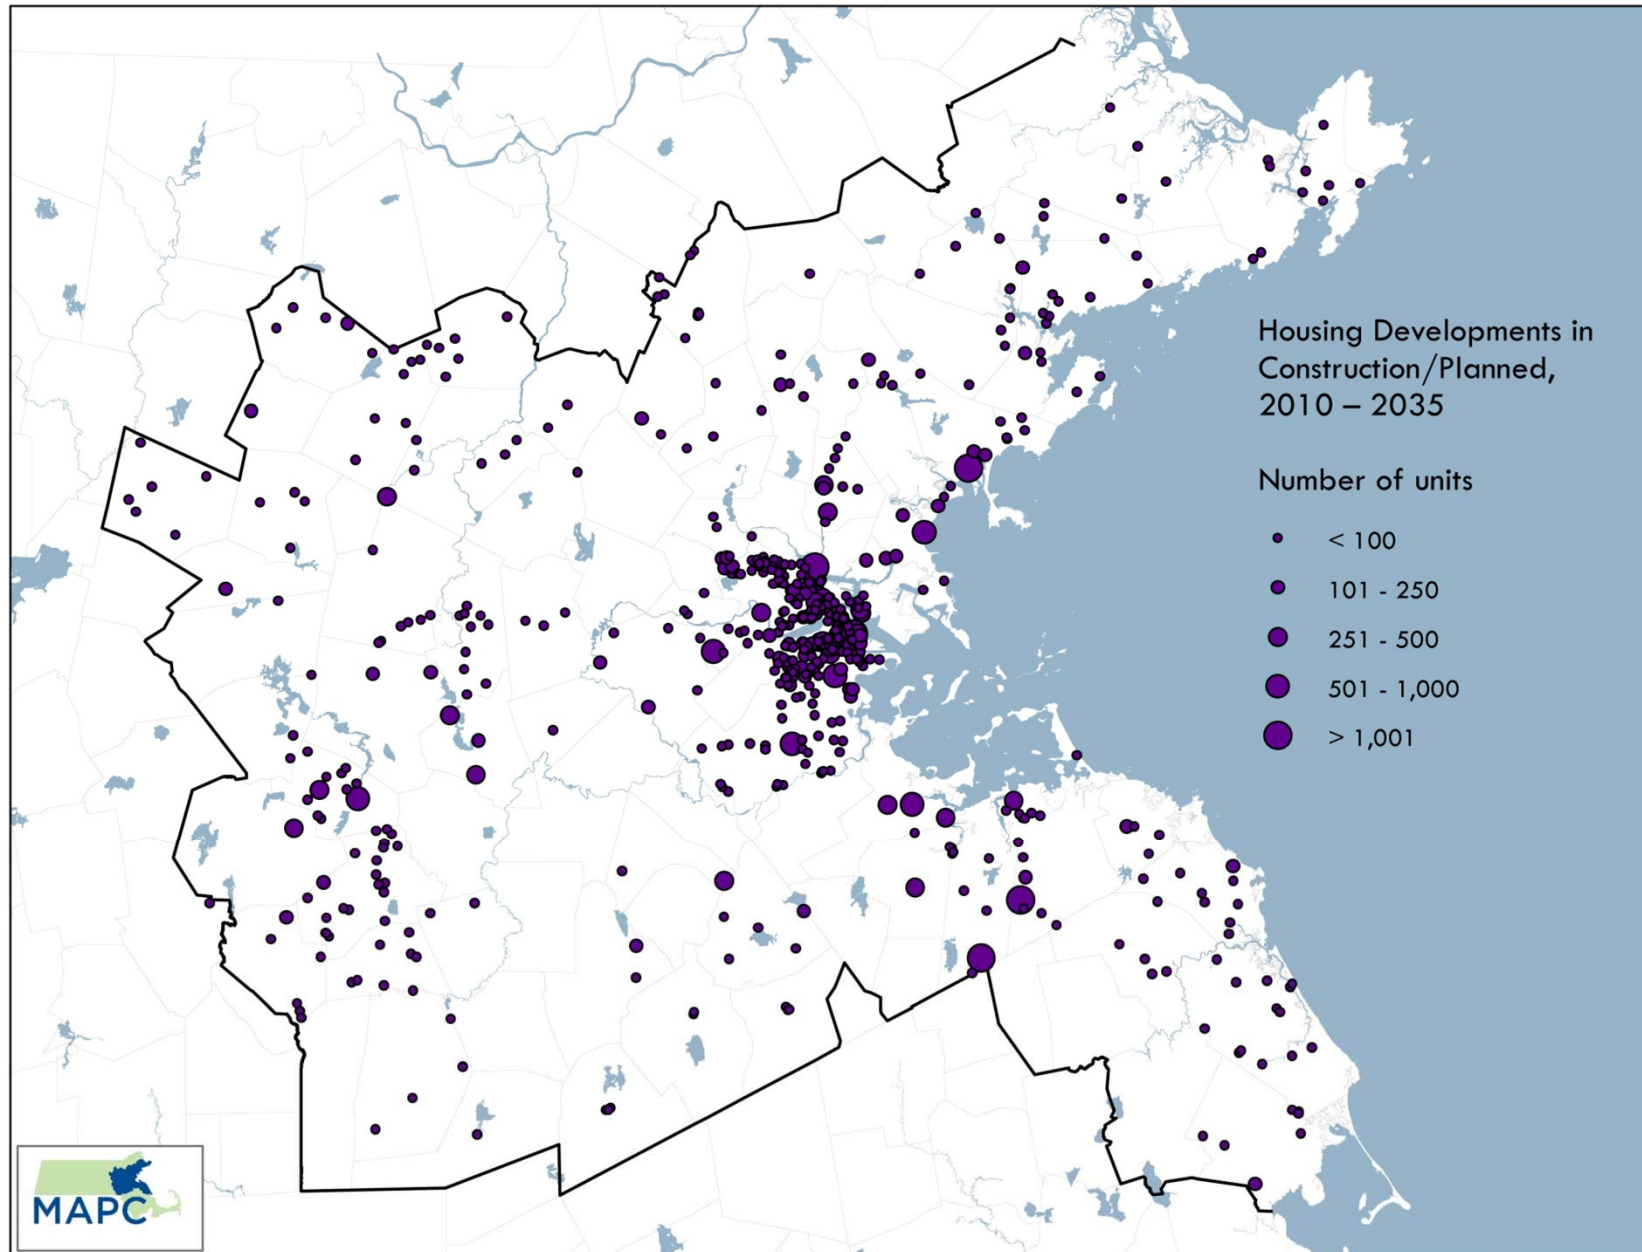 Housing Developments in
Construction/Planned,
2010 – 2035
Number of units
< 100
101 - 250
251 - 500
501 - 1,000
> 1,001
MAPC